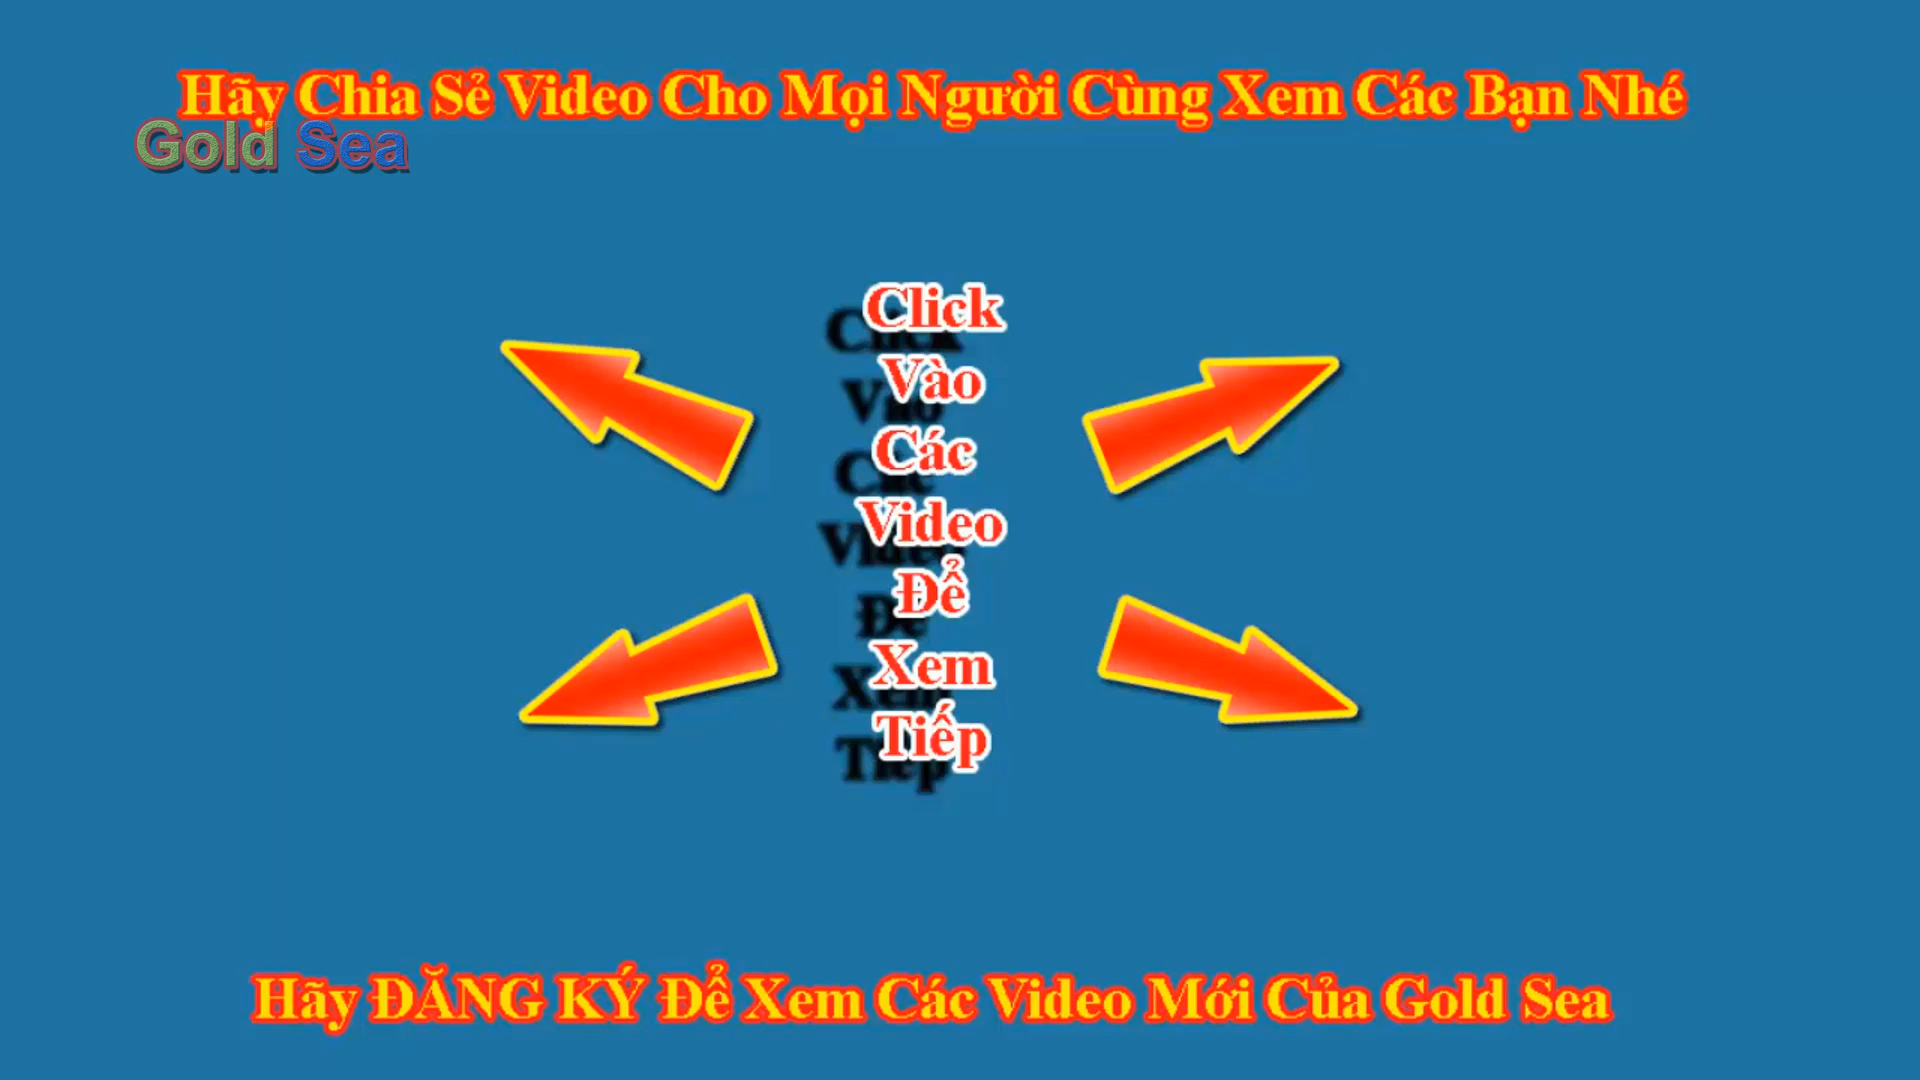 Hãy Chia Sẻ Video Cho Mọi Người Cùng Xem Các Bạn Nhé
Gold Sea
Click
Vào
Các
Video
Để
Xem
Tiếp
Hãy ĐĂNG KÝ Để Xem Các Video Mới Của Gold Sea